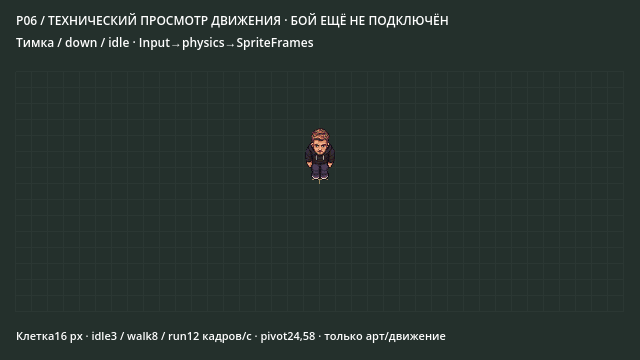 P06 / ТЕХНИЧЕСКИЙ ПРОСМОТР ДВИЖЕНИЯ · БОЙ ЕЩЁ НЕ ПОДКЛЮЧЁН
Тимка / down / idle · Input→physics→SpriteFrames
Клетка16 px · idle3 / walk8 / run12 кадров/с · pivot24,58 · только арт/движение